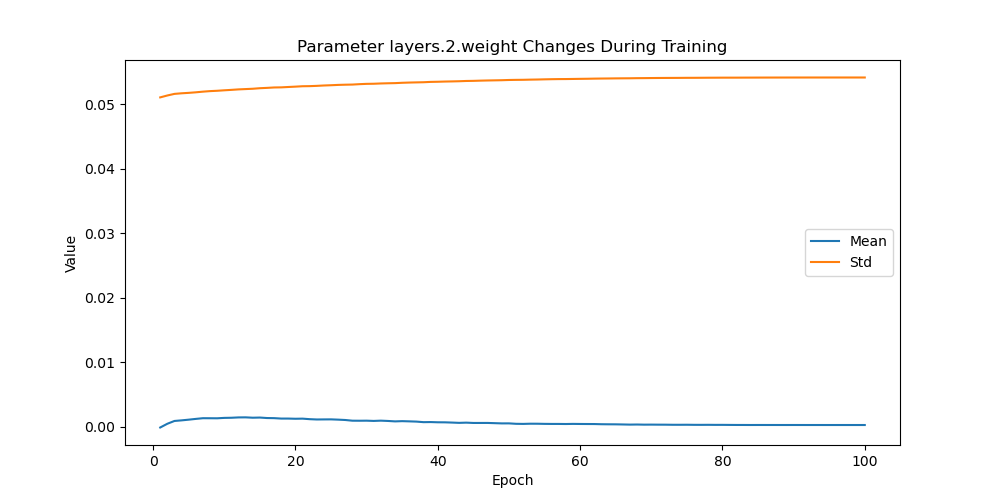 Parameter layers.2.weight Changes During Training
Value
0.05
0.04
0.03
0.02
0.01
0.00
Mean
Std
0
20
40
60
80
100
Epoch